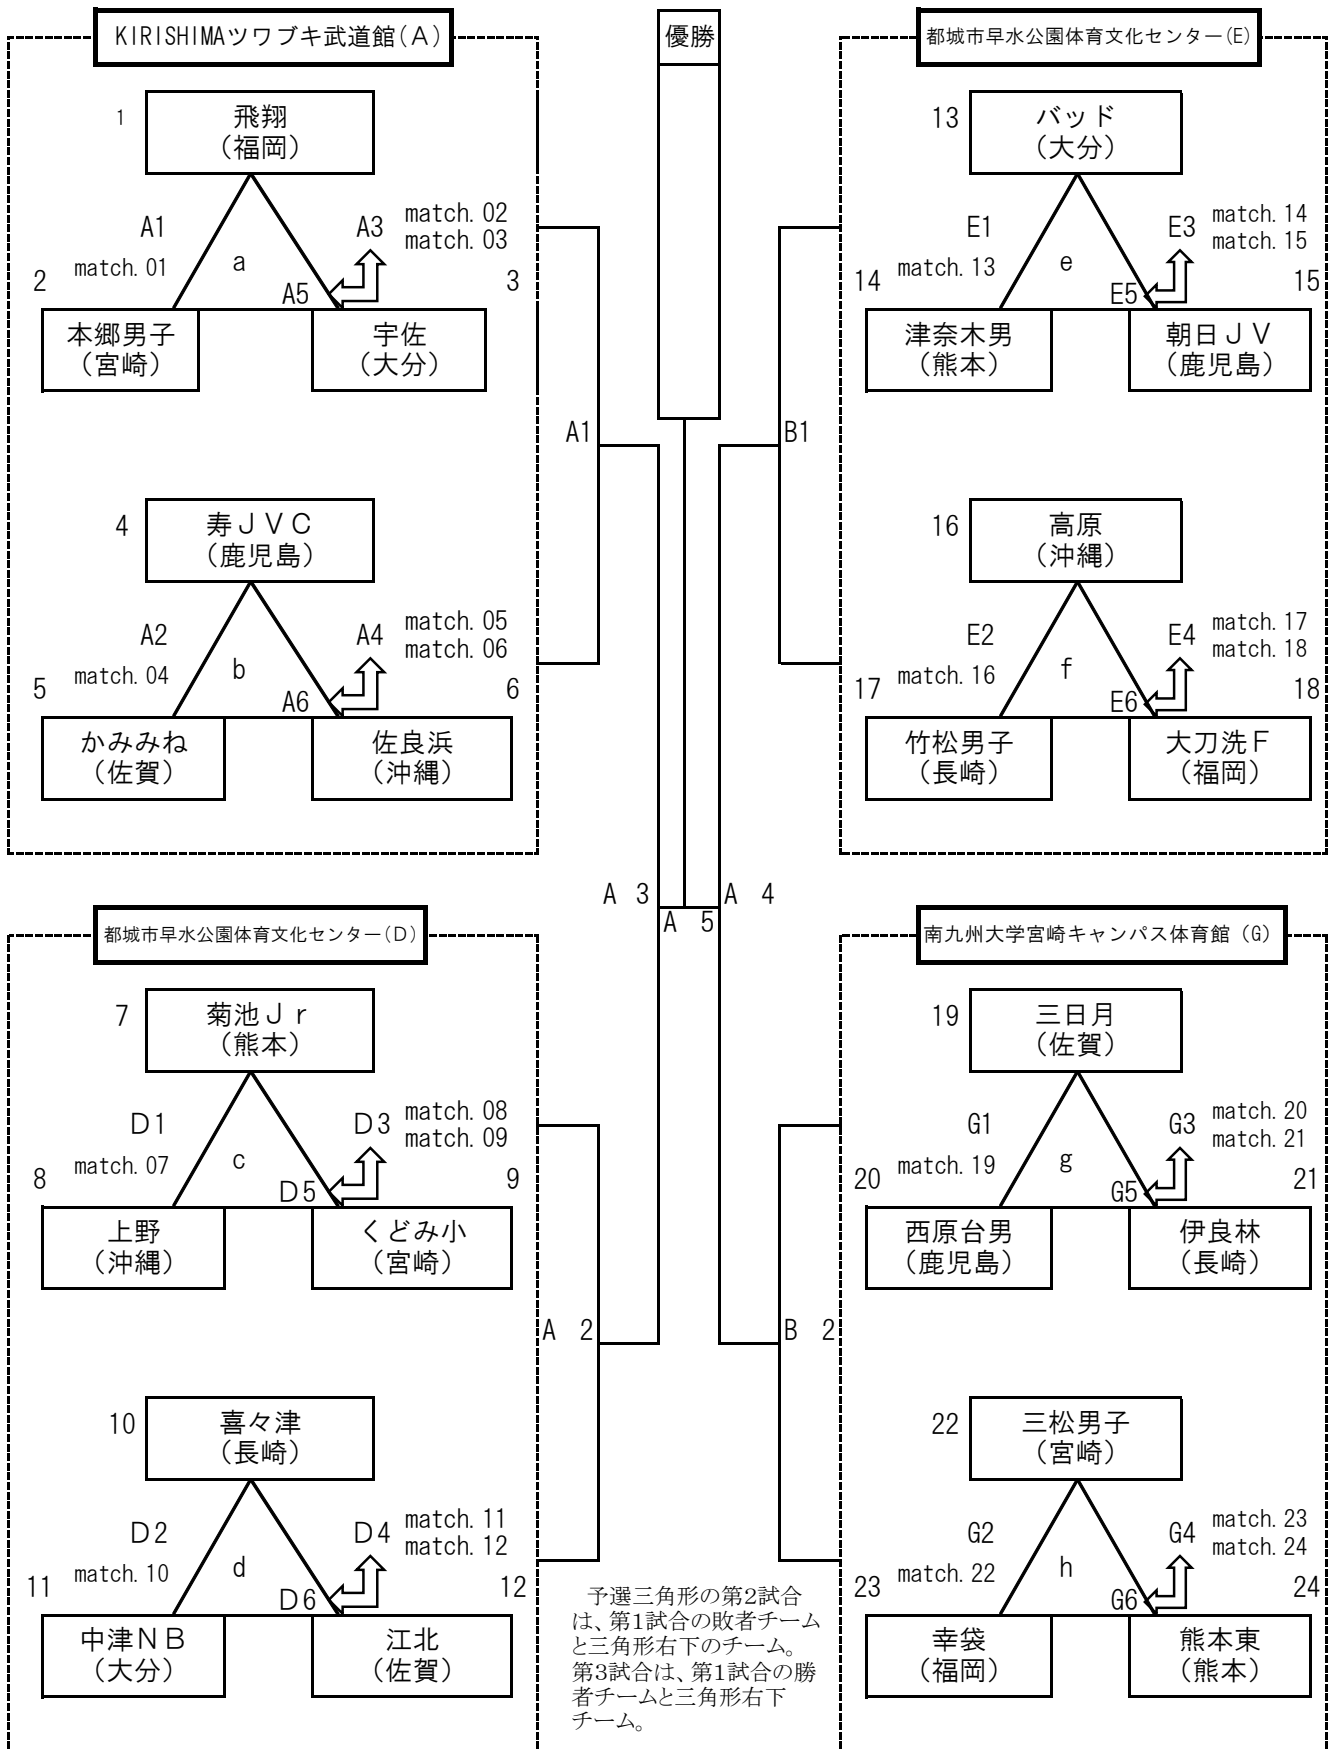 KIRISHIMAツワブキ武道館(A)
1
飛翔
(福岡)
A1
match.01
a
A3
match.02
match.03
A5
2
3
本郷男子
(宮崎)
宇佐
(大分)
4
寿ＪＶＣ
(鹿児島)
A2
match.04
b
A4
match.05
match.06
A6
5
6
かみみね
(佐賀)
佐良浜
(沖縄)
都城市早水公園体育文化センター(D)
7
菊池Ｊｒ
(熊本)
D1
match.07
c
D3
match.08
match.09
D5
8
9
上野
(沖縄)
くどみ小
(宮崎)
10
喜々津
(長崎)
D2
match.10
d
D4
match.11
match.12
D6
11
12
中津ＮＢ
(大分)
江北
(佐賀)
優勝
A1
B1
A 3
A 4
A 5
A 2
B 2
予選三角形の第2試合
は、第1試合の敗者チーム
と三角形右下のチーム。
第3試合は、第1試合の勝
者チームと三角形右下
チーム。
都城市早水公園体育文化センター(E)
13
バッド
(大分)
E1
match.13
e
E3
match.14
match.15
E5
14
15
津奈木男
(熊本)
朝日ＪＶ
(鹿児島)
16
高原
(沖縄)
E2
match.16
f
E4
match.17
match.18
E6
17
18
竹松男子
(長崎)
大刀洗Ｆ
(福岡)
南九州大学宮崎キャンパス体育館(G)
19
三日月
(佐賀)
G1
match.19
g
G3
match.20
match.21
G5
20
21
西原台男
(鹿児島)
伊良林
(長崎)
22
三松男子
(宮崎)
G2
match.22
h
G4
match.23
match.24
G6
23
24
幸袋
(福岡)
熊本東
(熊本)